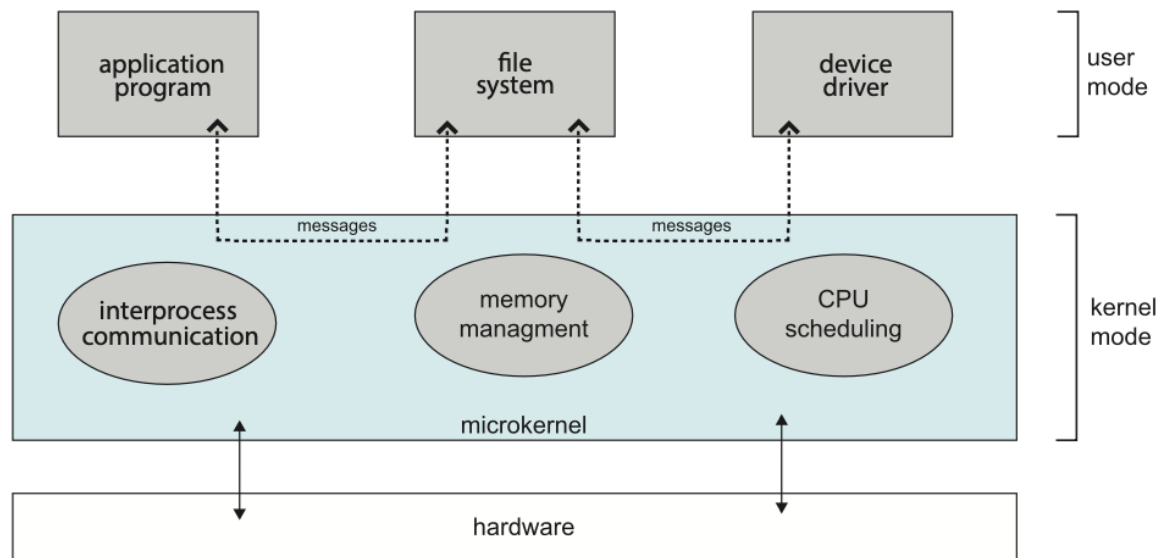 application
program
file
system
device
driver
user
mode
messages
messages
interprocess
communication
memory
managment
CPU
scheduling
kernel
mode
microkernel
hardware